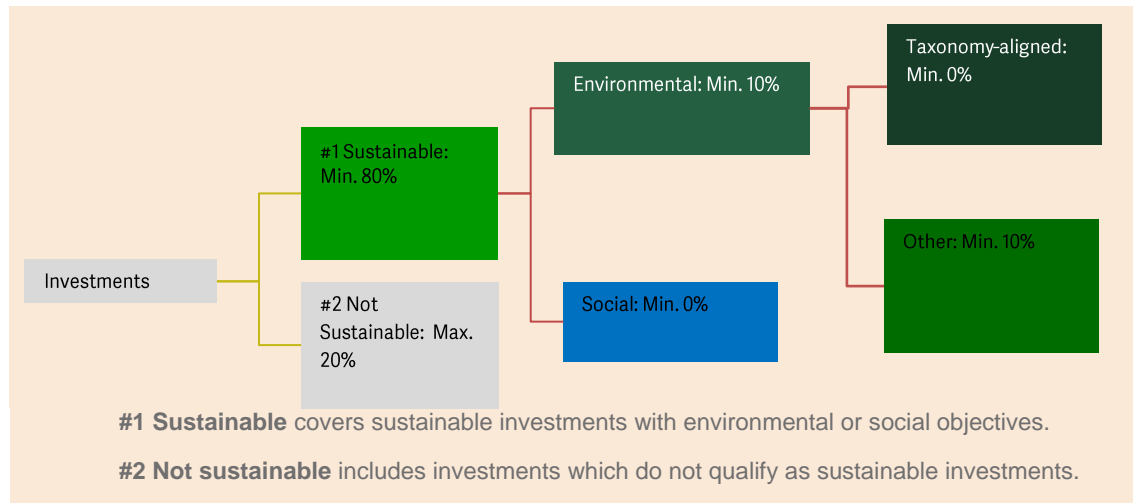 Taxonomy-aligned:
Min. 0%
Environmental: Min. 10%
#1 Sustainable:
Min. 80%
Other: Min. 10%
Investments
#2 Not
Sustainable: Max.
20%
Social: Min. 0%
#1 Sustainable covers sustainable investments with environmental or social objectives.
#2 Not sustainable includes investments which do not qualify as sustainable investments.